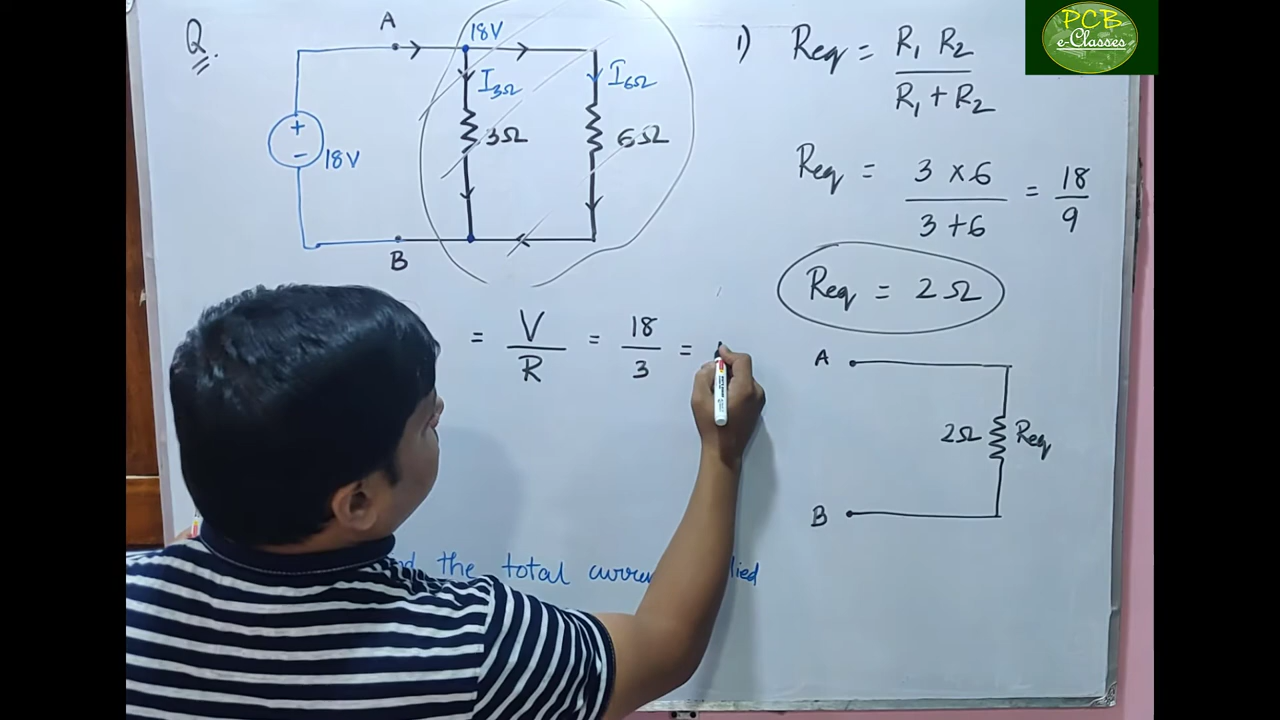 Q.
A
18V
I3Ω
I6Ω
3Ω
6Ω
+
-
18V
B
= V/R = 18/3 =
the total
1) Req = R1 R2 / R1 + R2
Req = 3 x 6 / 3 + 6 = 18/9
Req = 2Ω
A
2Ω Req
B
PCB
e-Classes